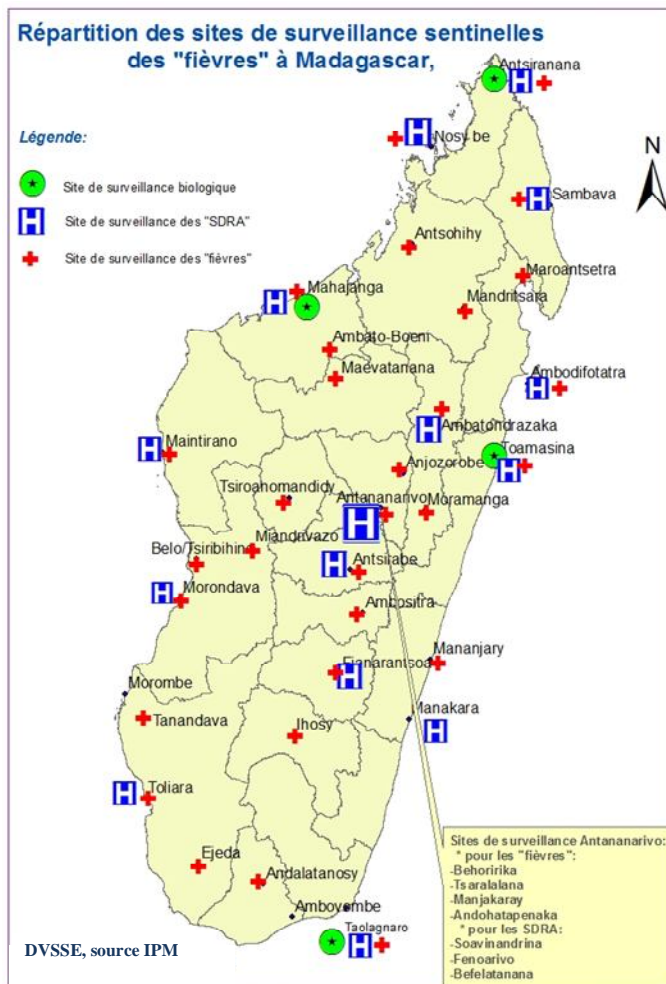 Répartition des sites de surveillance sentinelles
des "fièvres" à Madagascar,
Antsiranana
Légende:
Nosy be
N
Site de surveillance biologique
Site de surveillance des "SDRA"
Sambava
Site de surveillance des "fièvres"
Antsohihy
Maroantsetra
Mahajanga
Mandritsara
Ambato-Boeni
Maevatanana
Ambodifotatra
Ambatondrazaka
Maintirano
Toamasina
Anjozorobe
Tsiroanomandidy
Antananarivo
Moramanga
Miandrivazo
Belo/Tsiribihina
Antsirabe
Morondava
Ambositra
Mananjary
Fianarantsoa
Morombe
Manakara
Tanandava
Ihosy
Toliara
Sites de surveillance Antananarivo:
* pour les "fièvres":
-Behoririka
-Tsaralalana
-Manjakaray
-Andohatapenaka
* pour les SDRA:
-Soavinandrina
-Fenoarivo
-Befelatanana
Ejeda
Andalatanosy
Ambovombe
Taolagnaro
DVSSE, source IPM